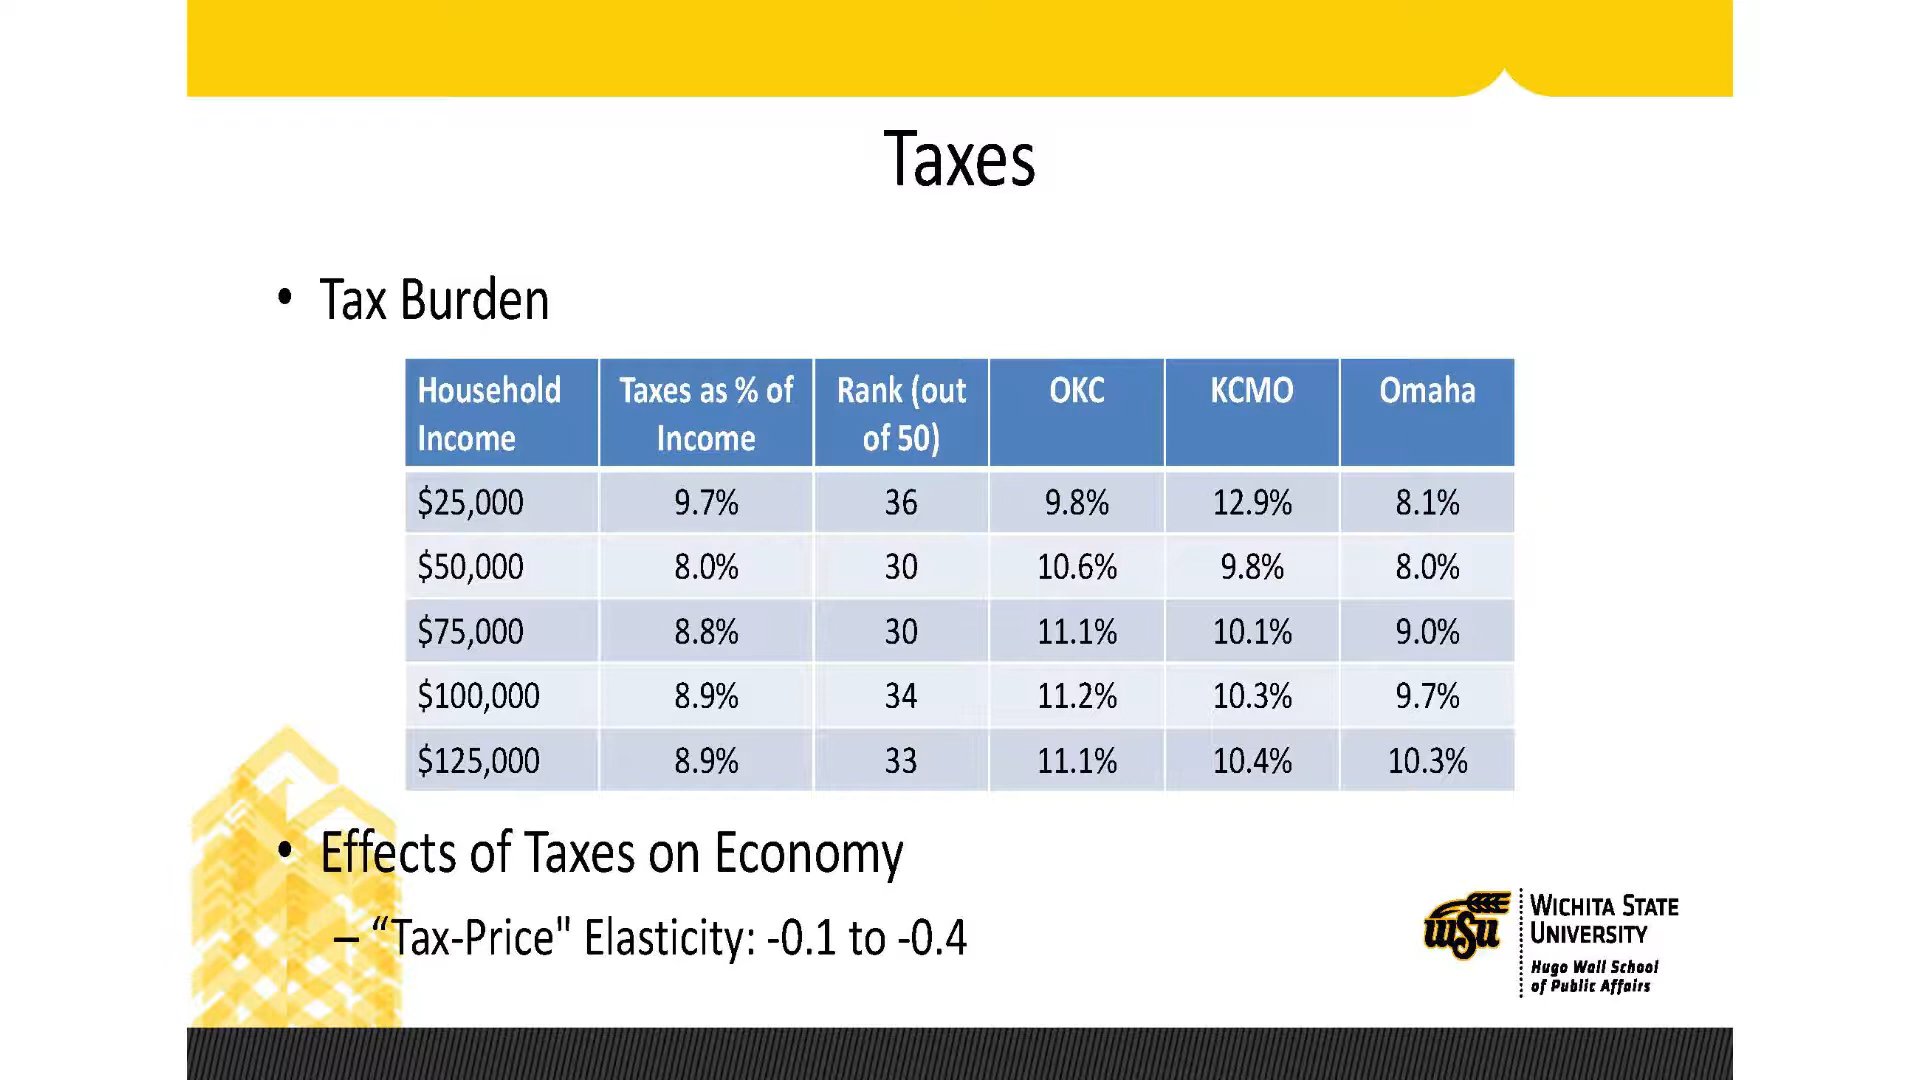 Taxes
• Tax Burden
Household Income Taxes as % of Income Rank (out of 50) OKC KCMO Omaha
$25,000 9.7% 36 9.8% 12.9% 8.1%
$50,000 8.0% 30 10.6% 9.8% 8.0%
$75,000 8.8% 30 11.1% 10.1% 9.0%
$100,000 8.9% 34 11.2% 10.3% 9.7%
$125,000 8.9% 33 11.1% 10.4% 10.3%
• Effects of Taxes on Economy
– “Tax-Price" Elasticity: -0.1 to -0.4
WSU
WICHITA STATE
UNIVERSITY
Hugo Wall School
of Public Affairs